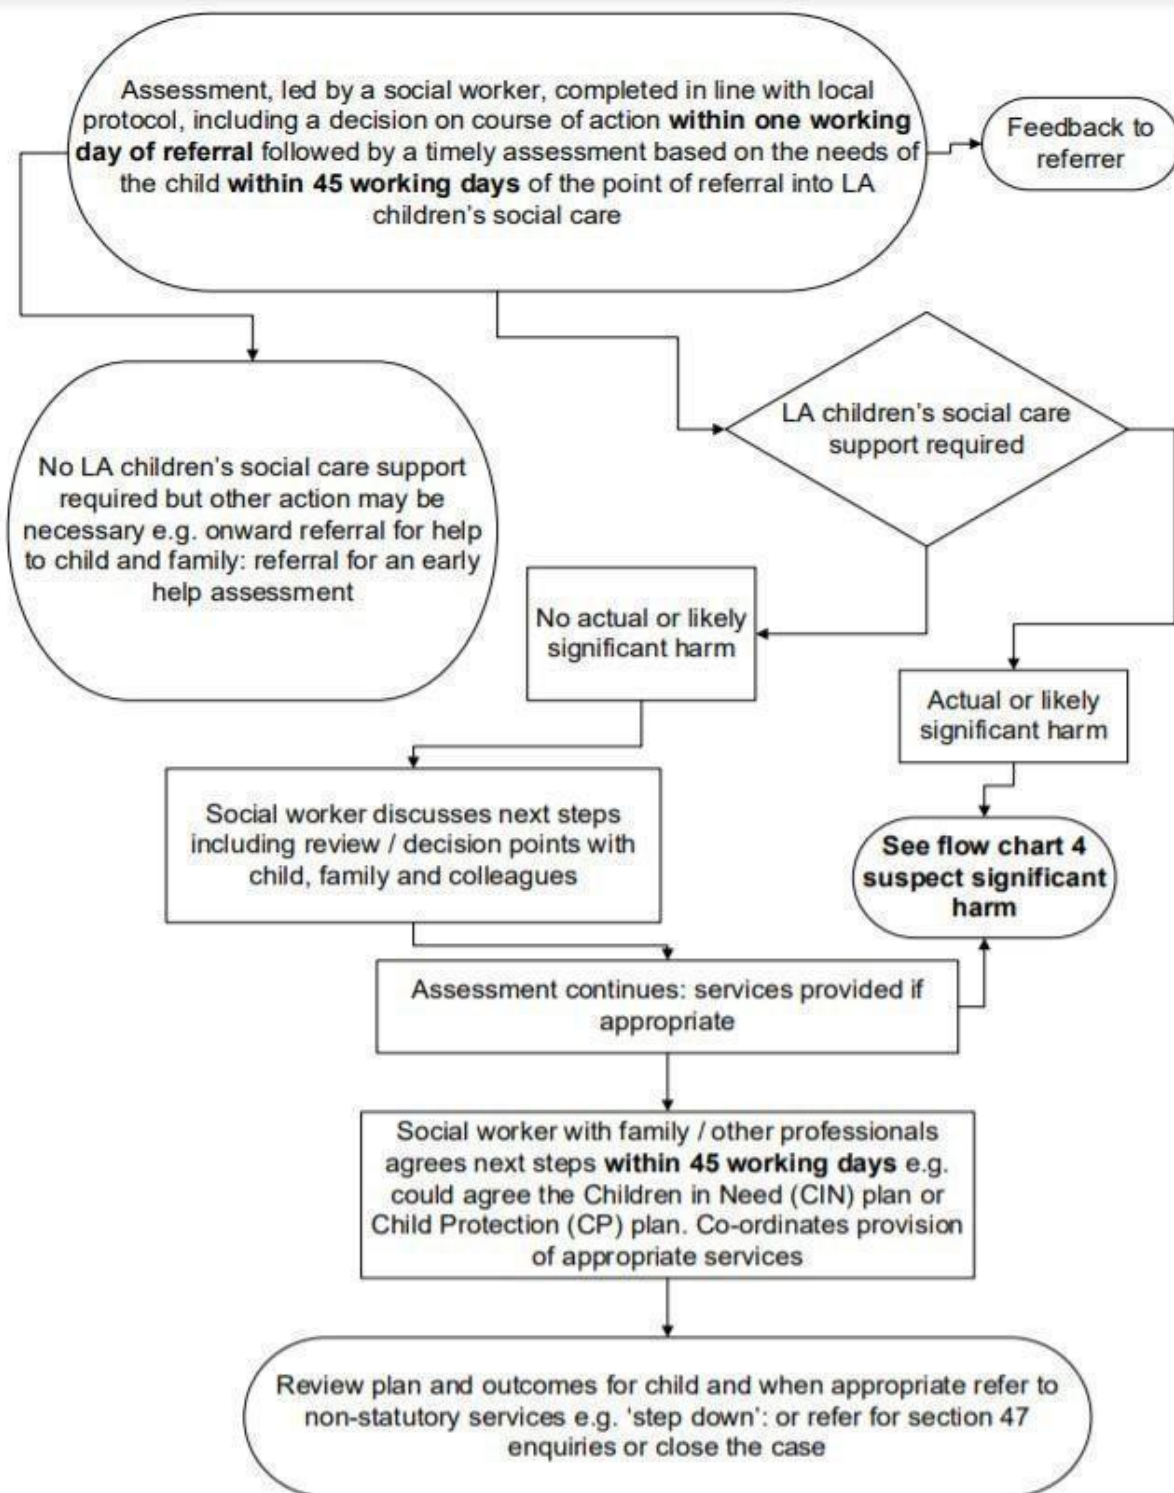 Assessment, led by a social worker, completed in line with local
protocol, including a decision on course of action within one working
day of referral followed by a timely assessment based on the needs of
the child within 45 working days of the point of referral into LA
children's social care
Feedback to
referrer
LA children's social care
support required
No LA children's social care support
required but other action may be
necessary e.g. onward referral for help
to child and family: referral for an early
help assessment
No actual or likely
significant harm
Actual or likely
significant harm
Social worker discusses next steps
including review / decision points with
child, family and colleagues
See flow chart 4
suspect significant
harm
Assessment continues: services provided if
appropriate
Social worker with family / other professionals
agrees next steps within 45 working days e.g.
could agree the Children in Need (CIN) plan or
Child Protection (CP) plan. Co-ordinates provision
of appropriate services
Review plan and outcomes for child and when appropriate refer to
non-statutory services e.g. ‘step down’: or refer for section 47
enquiries or close the case